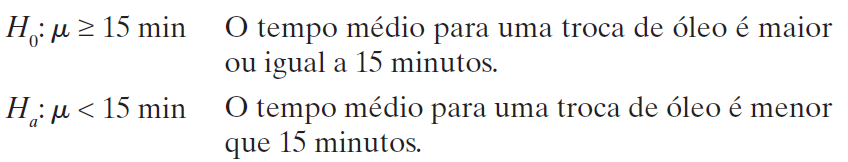 H₀: μ ≥ 15 min O tempo médio para uma troca de óleo é maior
ou igual a 15 minutos.
Hₐ: μ < 15 min O tempo médio para uma troca de óleo é menor
que 15 minutos.